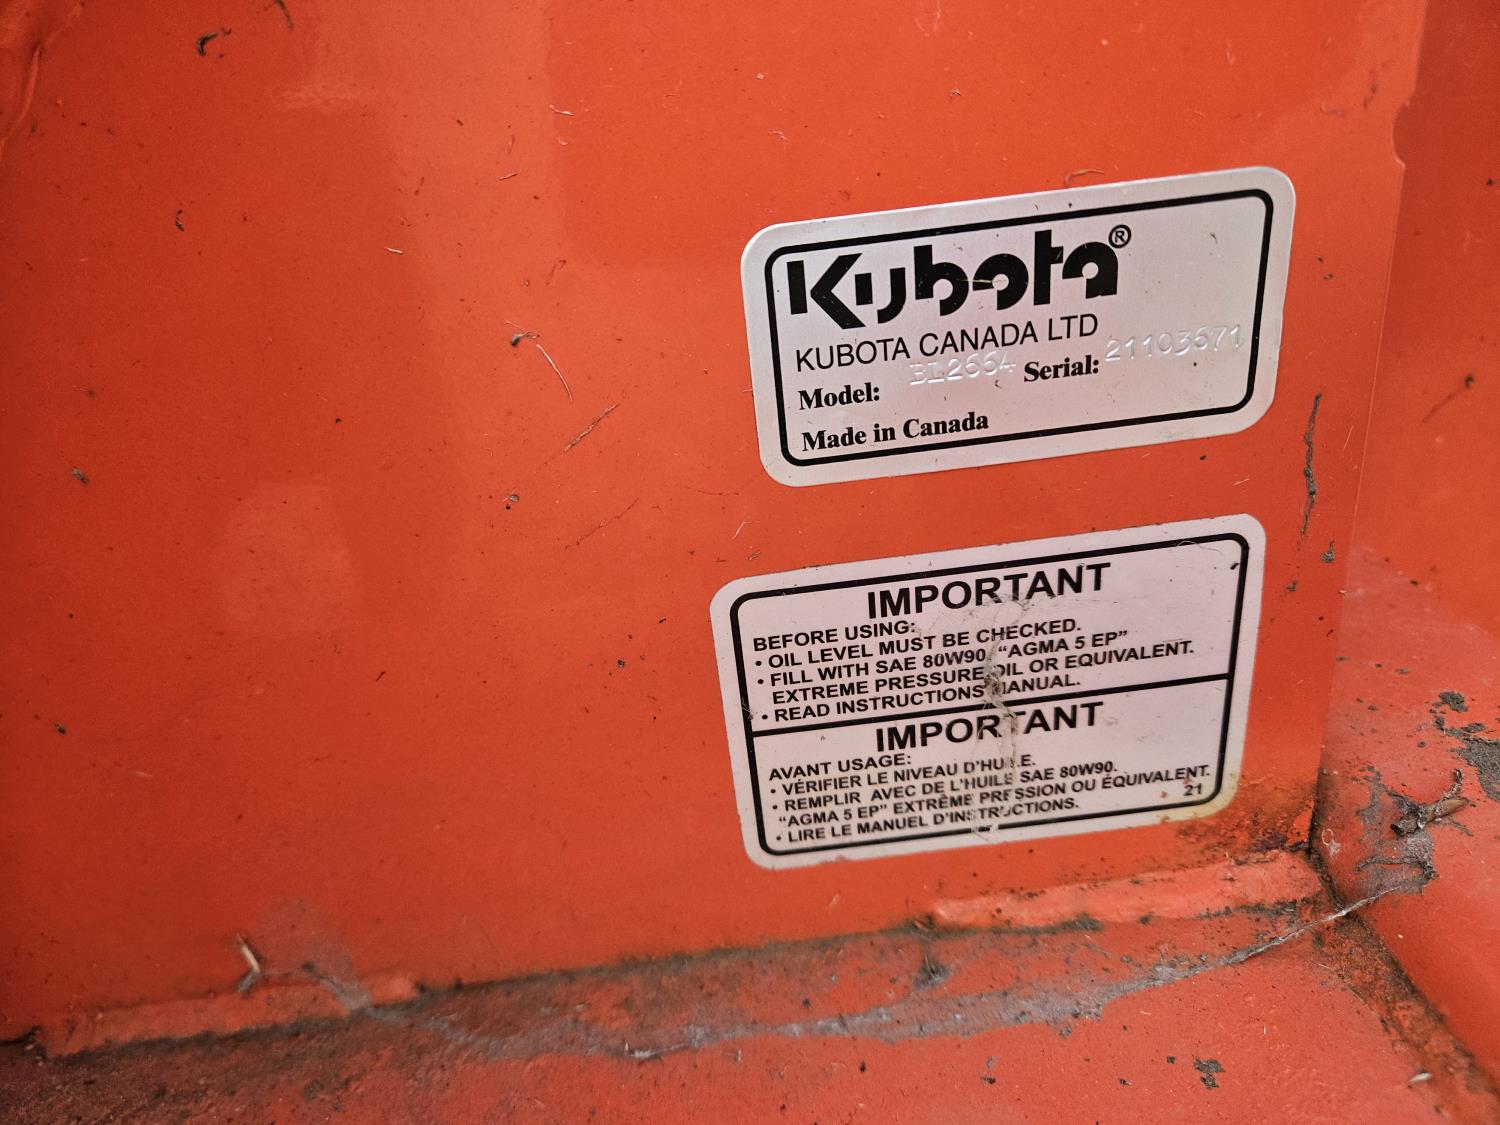 Kubota®
KUBOTA CANADA LTD
Model: BL2664 Serial: 21103671
Made in Canada
IMPORTANT
BEFORE USING:
• OIL LEVEL MUST BE CHECKED.
• FILL WITH SAE 80W90 "AGMA 5 EP"
EXTREME PRESSURE OIL OR EQUIVALENT.
• READ INSTRUCTIONS MANUAL.
IMPORTANT
AVANT USAGE:
• VÉRIFIER LE NIVEAU D'HUILE.
• REMPLIR AVEC DE L'HUILE SAE 80W90.
"AGMA 5 EP" EXTRÊME PRESSION OU ÉQUIVALENT.
• LIRE LE MANUEL D'INSTRUCTIONS.
21